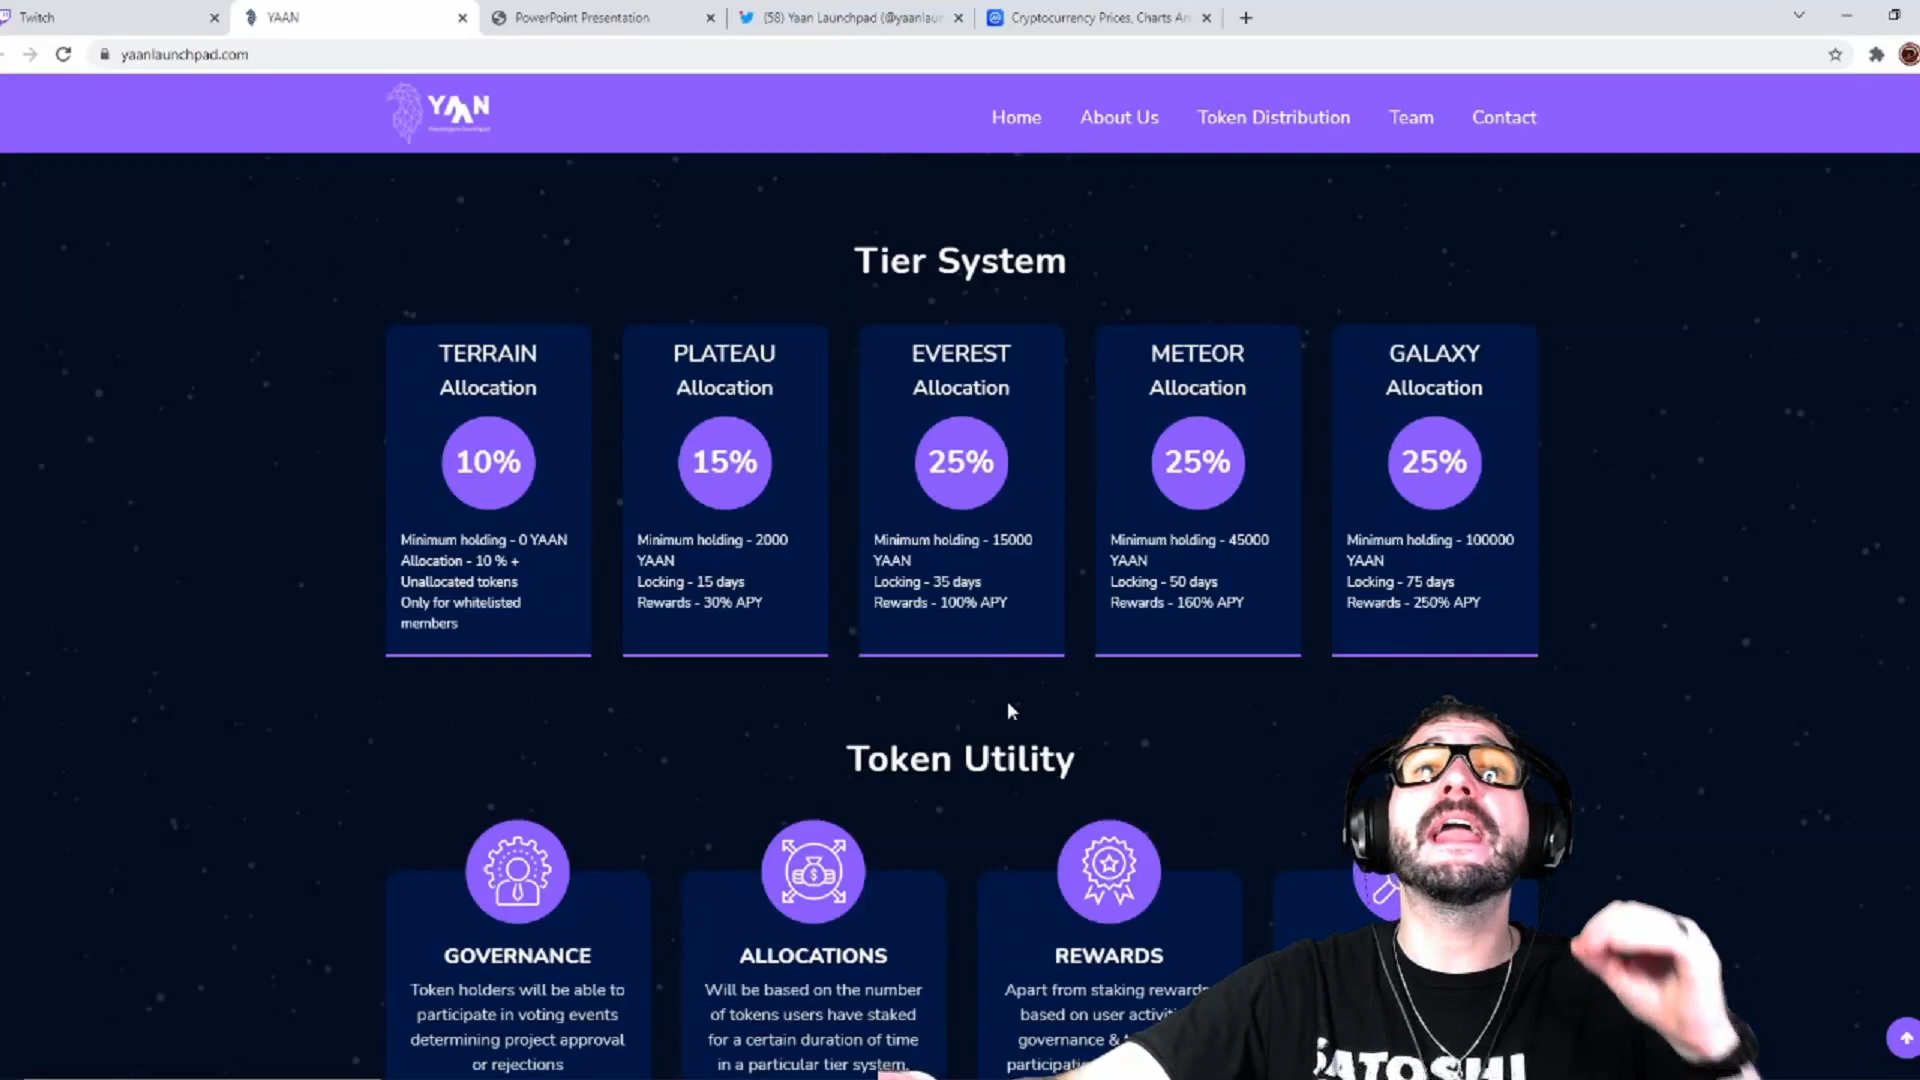 Twitch
YAAN
PowerPoint Presentation
(58) Yaan Launchpad (@yaanlaun
Cryptocurrency Prices, Charts An
yaanlaunchpad.com
YAAN
Home
About Us
Token Distribution
Team
Contact
Tier System
TERRAIN
Allocation
10%
Minimum holding - 0 YAAN
Allocation - 10 % +
Unallocated tokens
Only for whitelisted
members
PLATEAU
Allocation
15%
Minimum holding - 2000
YAAN
Locking - 15 days
Rewards - 30% APY
EVEREST
Allocation
25%
Minimum holding - 15000
YAAN
Locking - 35 days
Rewards - 100% APY
METEOR
Allocation
25%
Minimum holding - 45000
YAAN
Locking - 50 days
Rewards - 160% APY
GALAXY
Allocation
25%
Minimum holding - 100000
YAAN
Locking - 75 days
Rewards - 250% APY
Token Utility
GOVERNANCE
Token holders will be able to
participate in voting events
determining project approval
or rejections
ALLOCATIONS
Will be based on the number
of tokens users have staked
for a certain duration of time
in a particular tier system.
REWARDS
Apart from staking rewards
based on user activi
governance &
participati
SATOSHI